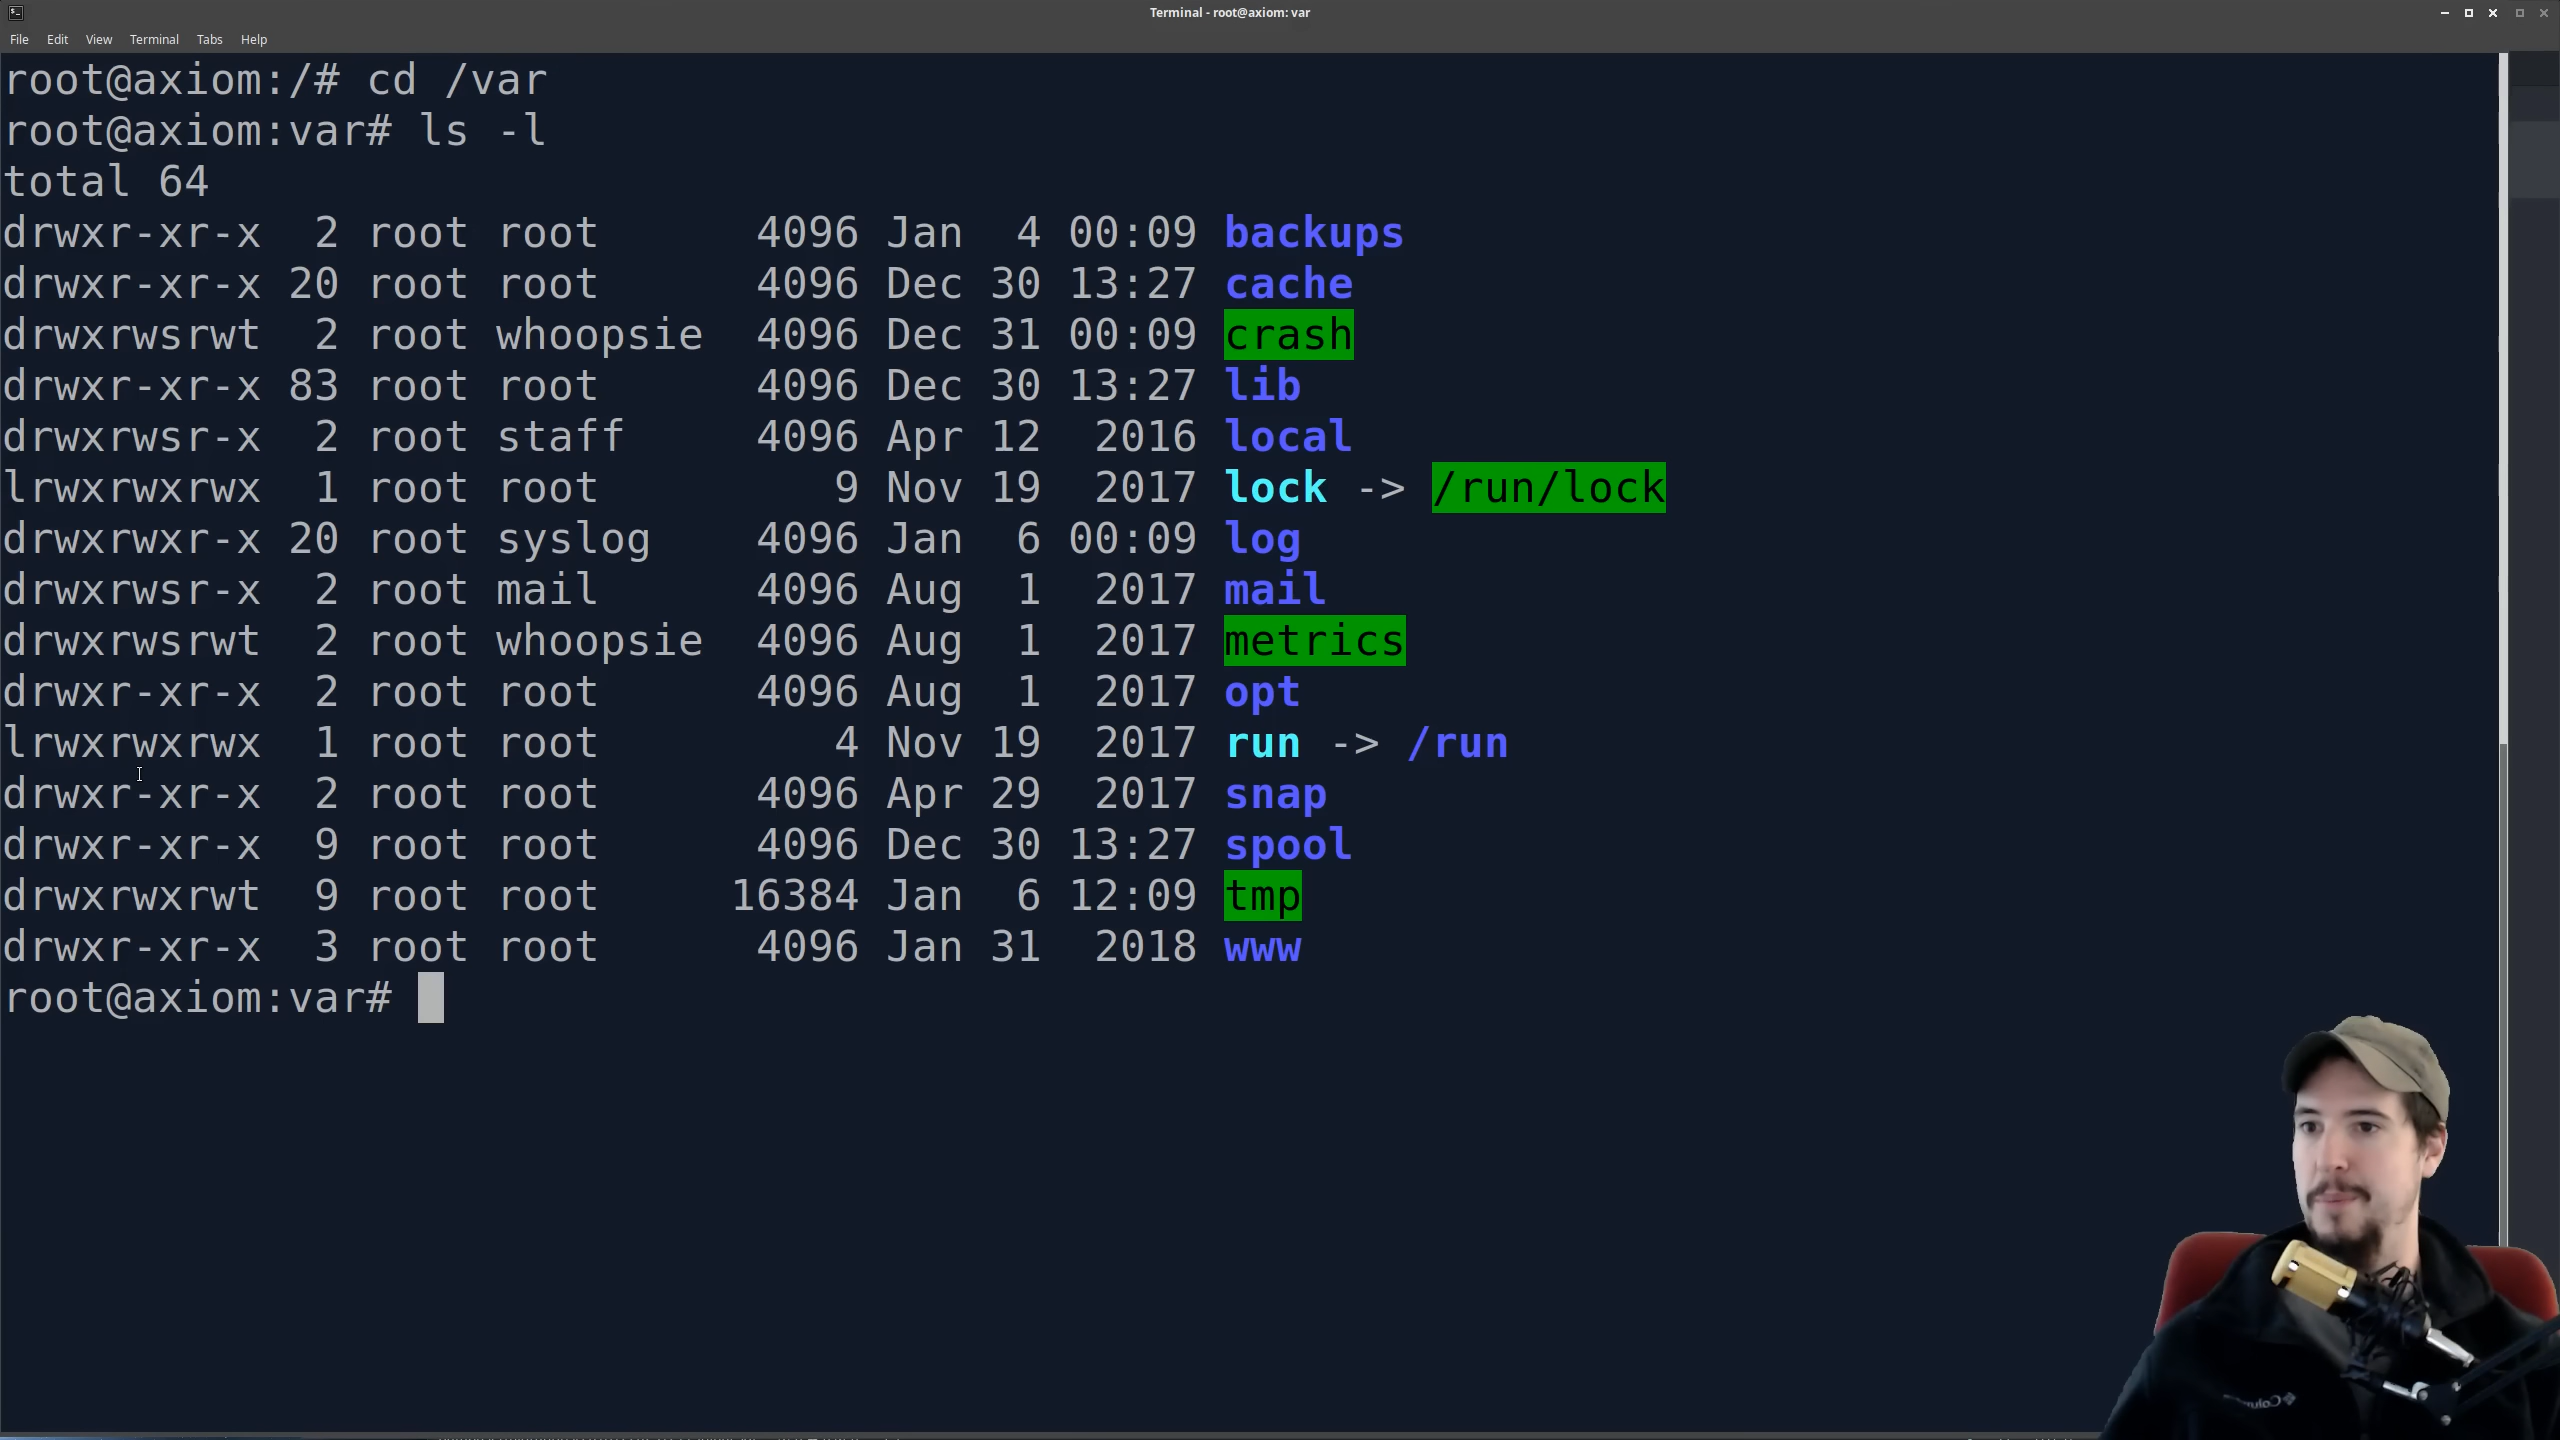 Terminal - root@axiom: var
File Edit View Terminal Tabs Help
root@axiom:/# cd /var
root@axiom:var# ls -l
total 64
drwxr-xr-x  2 root root      4096 Jan  4 00:09 backups
drwxr-xr-x 20 root root      4096 Dec 30 13:27 cache
drwxrwsrwt  2 root whoopsie  4096 Dec 31 00:09 crash
drwxr-xr-x 83 root root      4096 Dec 30 13:27 lib
drwxrwsr-x  2 root staff     4096 Apr 12  2016 local
lrwxrwxrwx  1 root root         9 Nov 19  2017 lock -> /run/lock
drwxrwxr-x 20 root syslog    4096 Jan  6 00:09 log
drwxrwsr-x  2 root mail      4096 Aug  1  2017 mail
drwxrwsrwt  2 root whoopsie  4096 Aug  1  2017 metrics
drwxr-xr-x  2 root root      4096 Aug  1  2017 opt
lrwxrwxrwx  1 root root         4 Nov 19  2017 run -> /run
drwxr-xr-x  2 root root      4096 Apr 29  2017 snap
drwxr-xr-x  9 root root      4096 Dec 30 13:27 spool
drwxrwxrwt  9 root root     16384 Jan  6 12:09 tmp
drwxr-xr-x  3 root root      4096 Jan 31  2018 www
root@axiom:var#